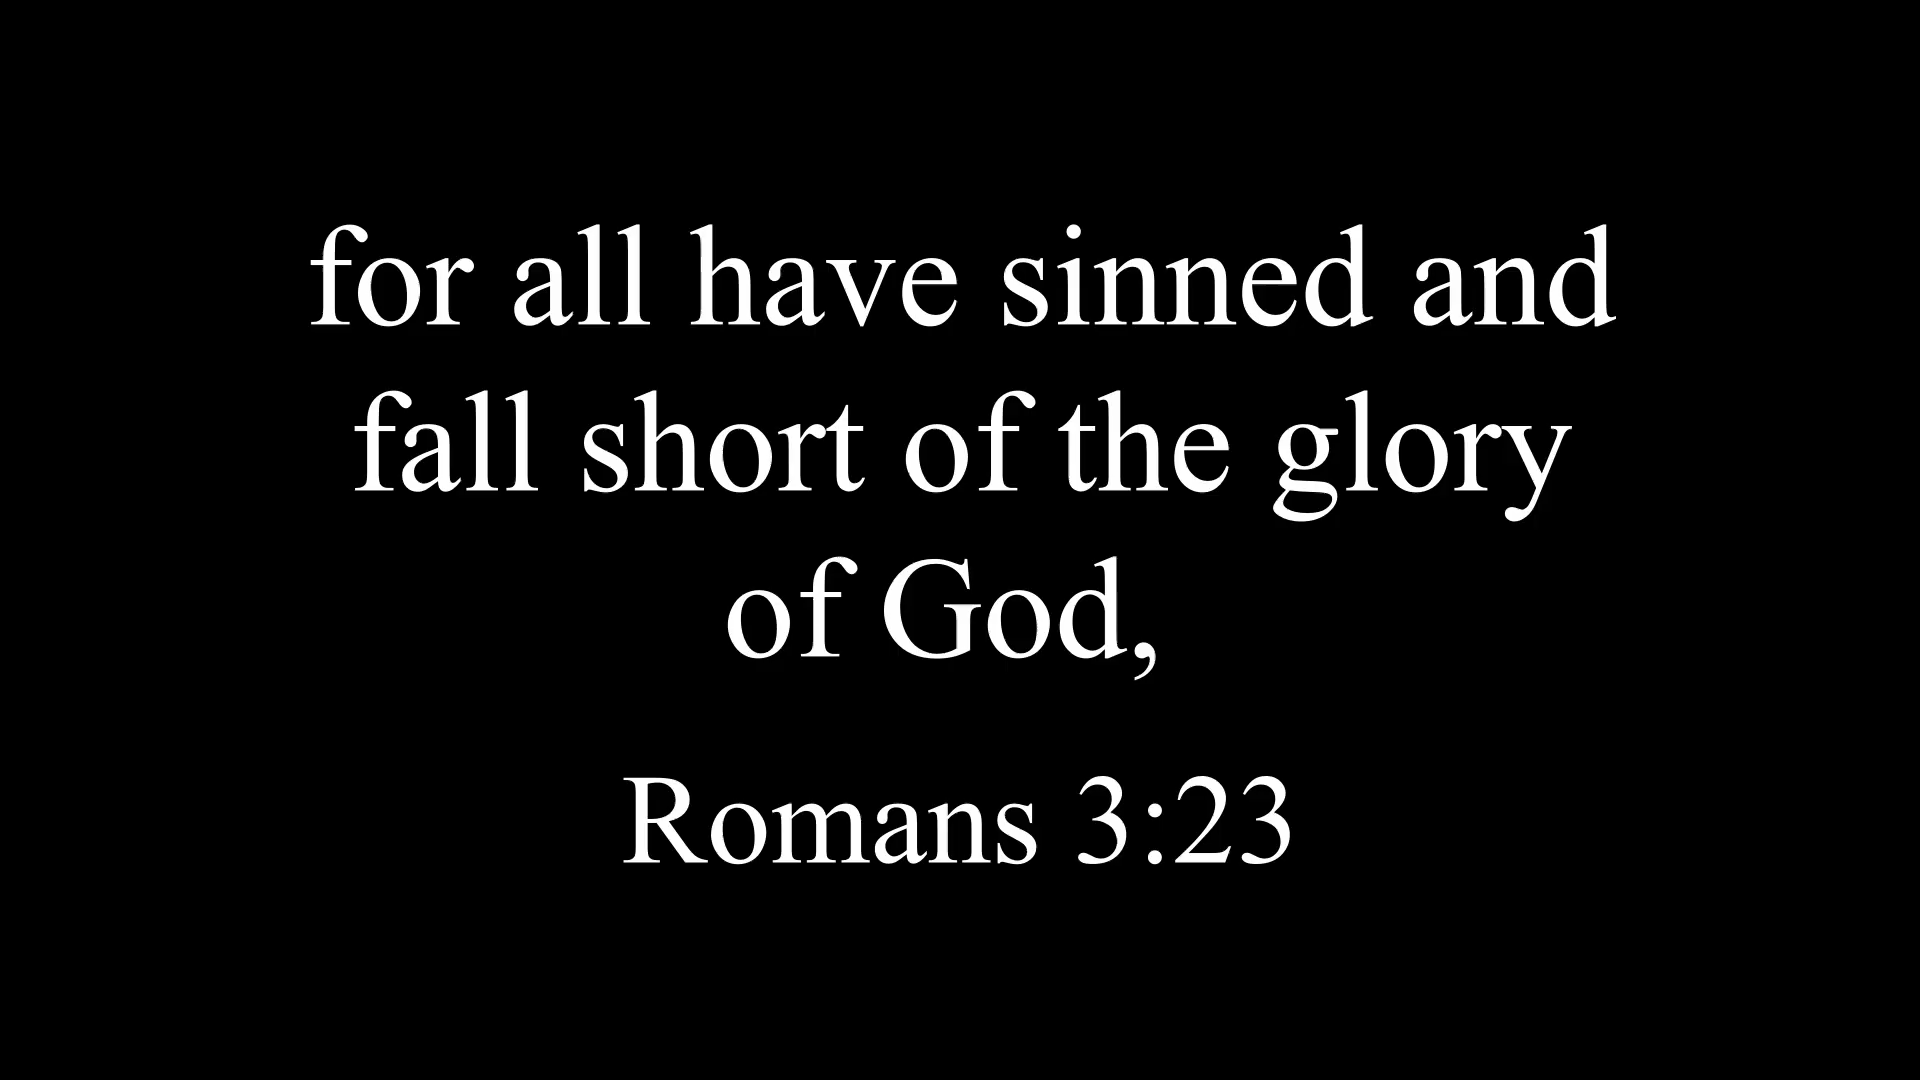 for all have sinned and
fall short of the glory
of God,
Romans 3:23